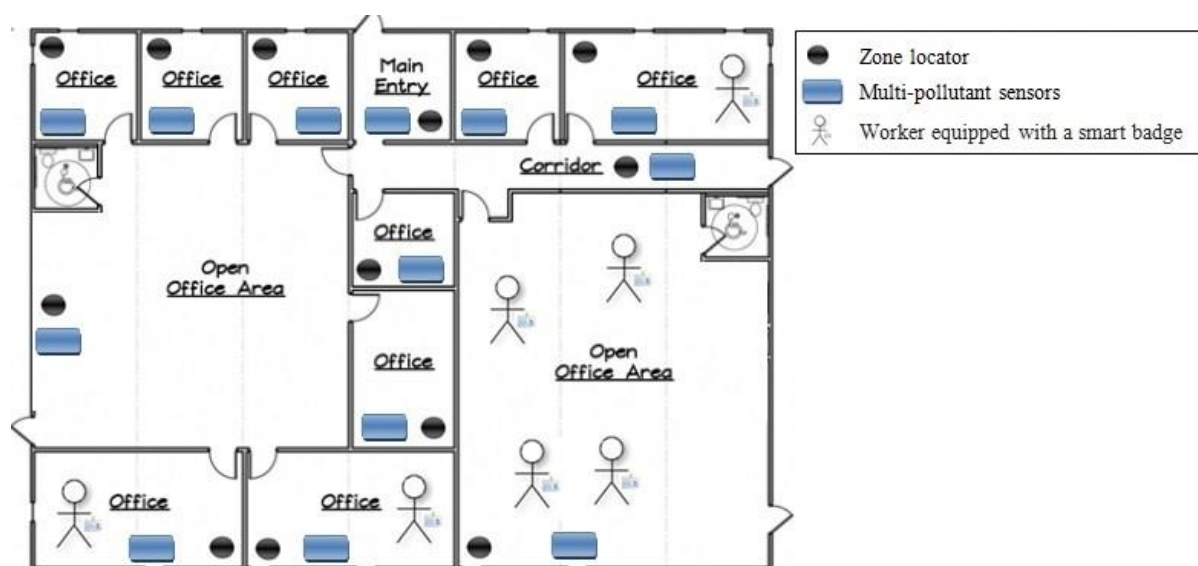 Office
Office
Office
Main
Entry
Office
Office
Corridor
Office
Open
Office Area
Office
Open
Office Area
Office
Office
Zone locator
Multi-pollutant sensors
Worker equipped with a smart badge